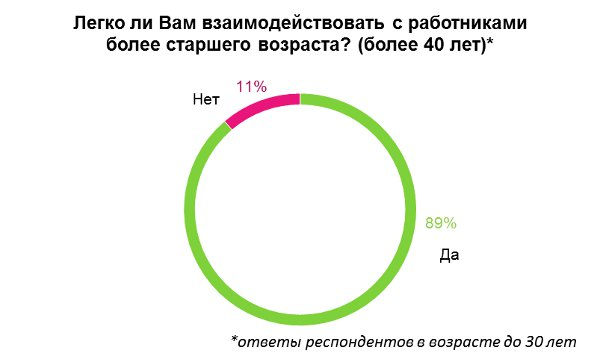 Легко ли Вам взаимодействовать с работниками
более старшего возраста? (более 40 лет)*
11%
Нет
89%
Да
*ответы респондентов в возрасте до 30 лет